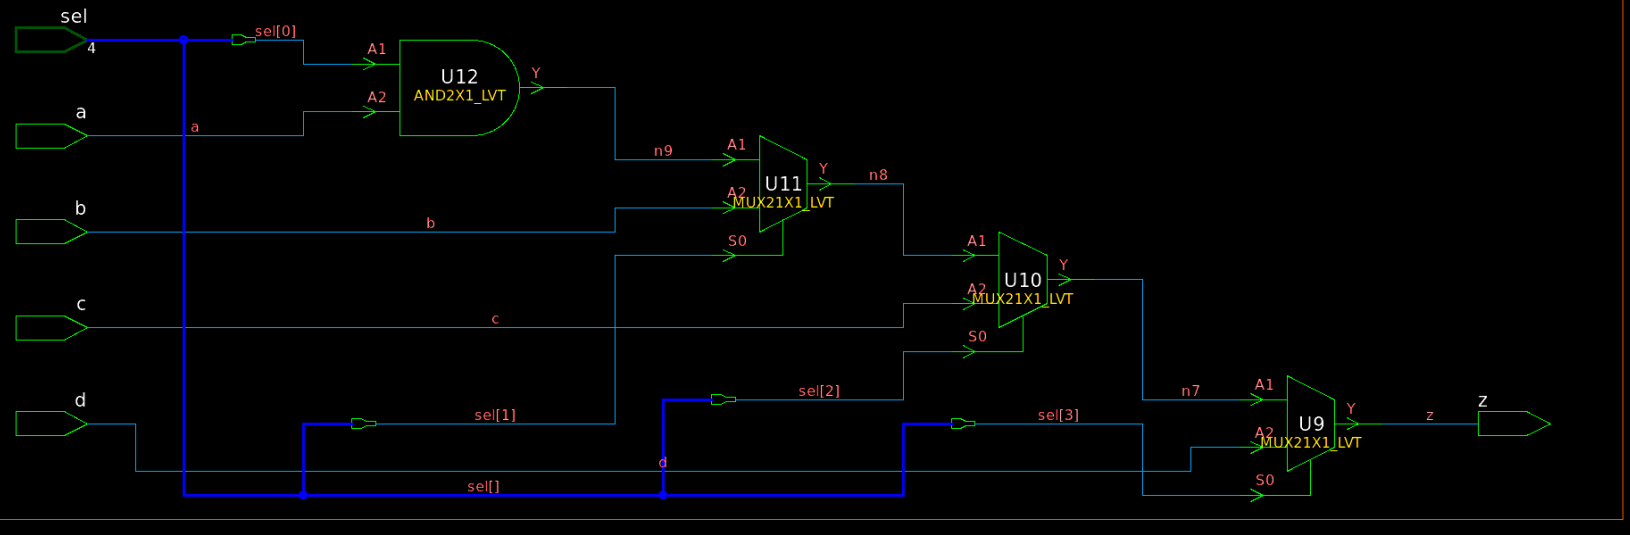 sel
4
sel[0]
A1
U12
AND2X1_LVT
Y
A2
a
a
n9
A1
U11
MUX21X1_LVT
Y
n8
A2
b
b
S0
A1
U10
MUX21X1_LVT
Y
A2
c
c
S0
sel[2]
n7
A1
U9
MUX21X1_LVT
Y
z
z
A2
d
sel[1]
sel[3]
d
sel[]
S0